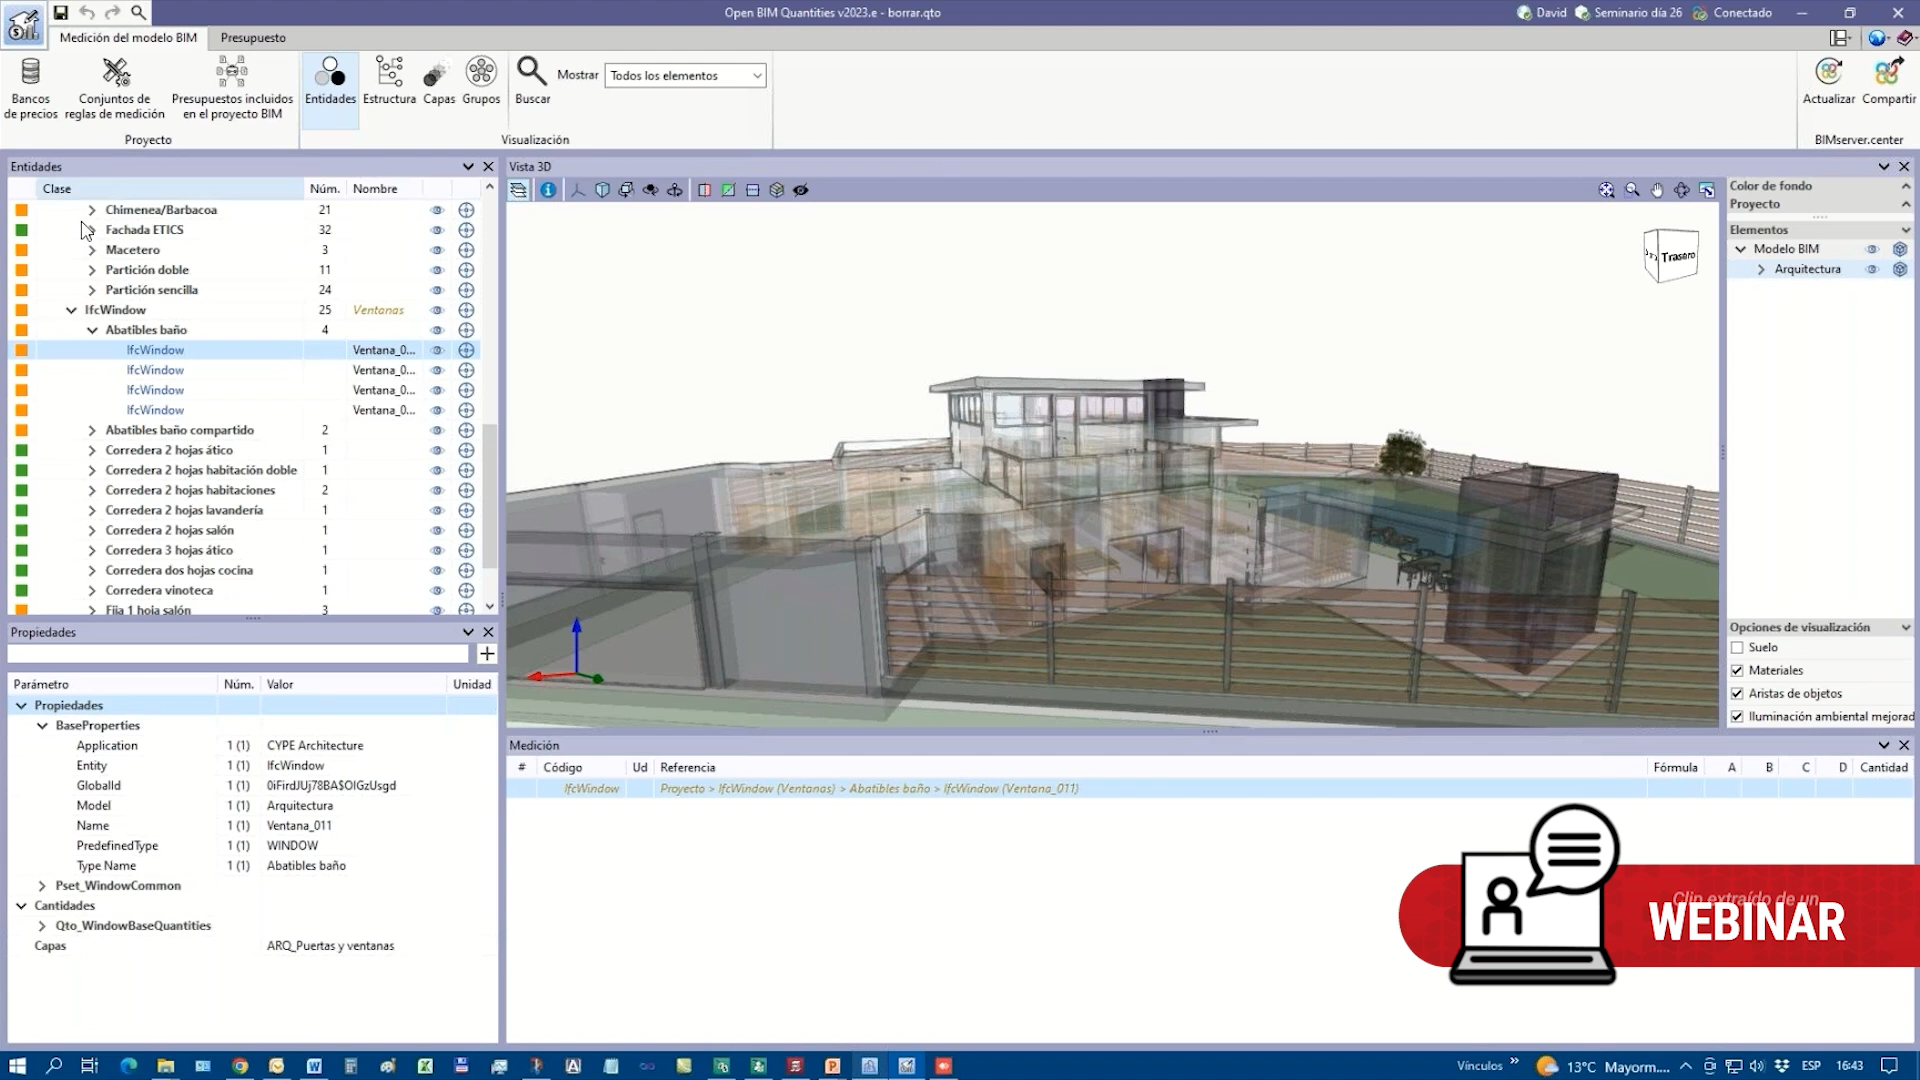 Open BIM Quantities v2023.e - borrar.qto
David
Seminario día 26
Conectado
Medición del modelo BIM
Presupuesto
Bancos
de precios
Conjuntos de
reglas de medición
Presupuestos incluidos
en el proyecto BIM
Proyecto
Entidades
Estructura
Capas
Grupos
Buscar
Mostrar
Todos los elementos
Visualización
Actualizar
Compartir
BIMserver.center
Entidades
Clase Núm. Nombre
Chimenea/Barbacoa 21
Fachada ETICS 32
Macetero 3
Partición doble 11
Partición sencilla 24
IfcWindow 25 Ventanas
Abatibles baño 4
IfcWindow Ventana_0...
IfcWindow Ventana_0...
IfcWindow Ventana_0...
IfcWindow Ventana_0...
Abatibles baño compartido 2
Corredera 2 hojas ático 1
Corredera 2 hojas habitación doble 1
Corredera 2 hojas habitaciones 2
Corredera 2 hojas lavandería 1
Corredera 2 hojas salón 1
Corredera 3 hojas ático 1
Corredera dos hojas cocina 1
Corredera vinoteca 1
Fija 1 hoja salón 3
Propiedades
Parámetro Núm. Valor Unidad
Propiedades
BaseProperties
Application 1 (1) CYPE Architecture
Entity 1 (1) IfcWindow
GlobalId 1 (1) 0iFirdJUj78BA$OIGzUsgd
Model 1 (1) Arquitectura
Name 1 (1) Ventana_011
PredefinedType 1 (1) WINDOW
Type Name 1 (1) Abatibles baño
Pset_WindowCommon
Cantidades
Qto_WindowBaseQuantities
Capas ARQ_Puertas y ventanas
Vista 3D
Trasero
Color de fondo
Proyecto
Elementos
Modelo BIM
Arquitectura
Opciones de visualización
Suelo
Materiales
Aristas de objetos
Iluminación ambiental mejorad
Medición
# Código Ud Referencia Fórmula A B C D Cantidad
IfcWindow Proyecto > IfcWindow (Ventanas) > Abatibles baño > IfcWindow (Ventana_011)
Clip extraído de un
WEBINAR
Vínculos
13°C Mayorm....
ESP
16:43